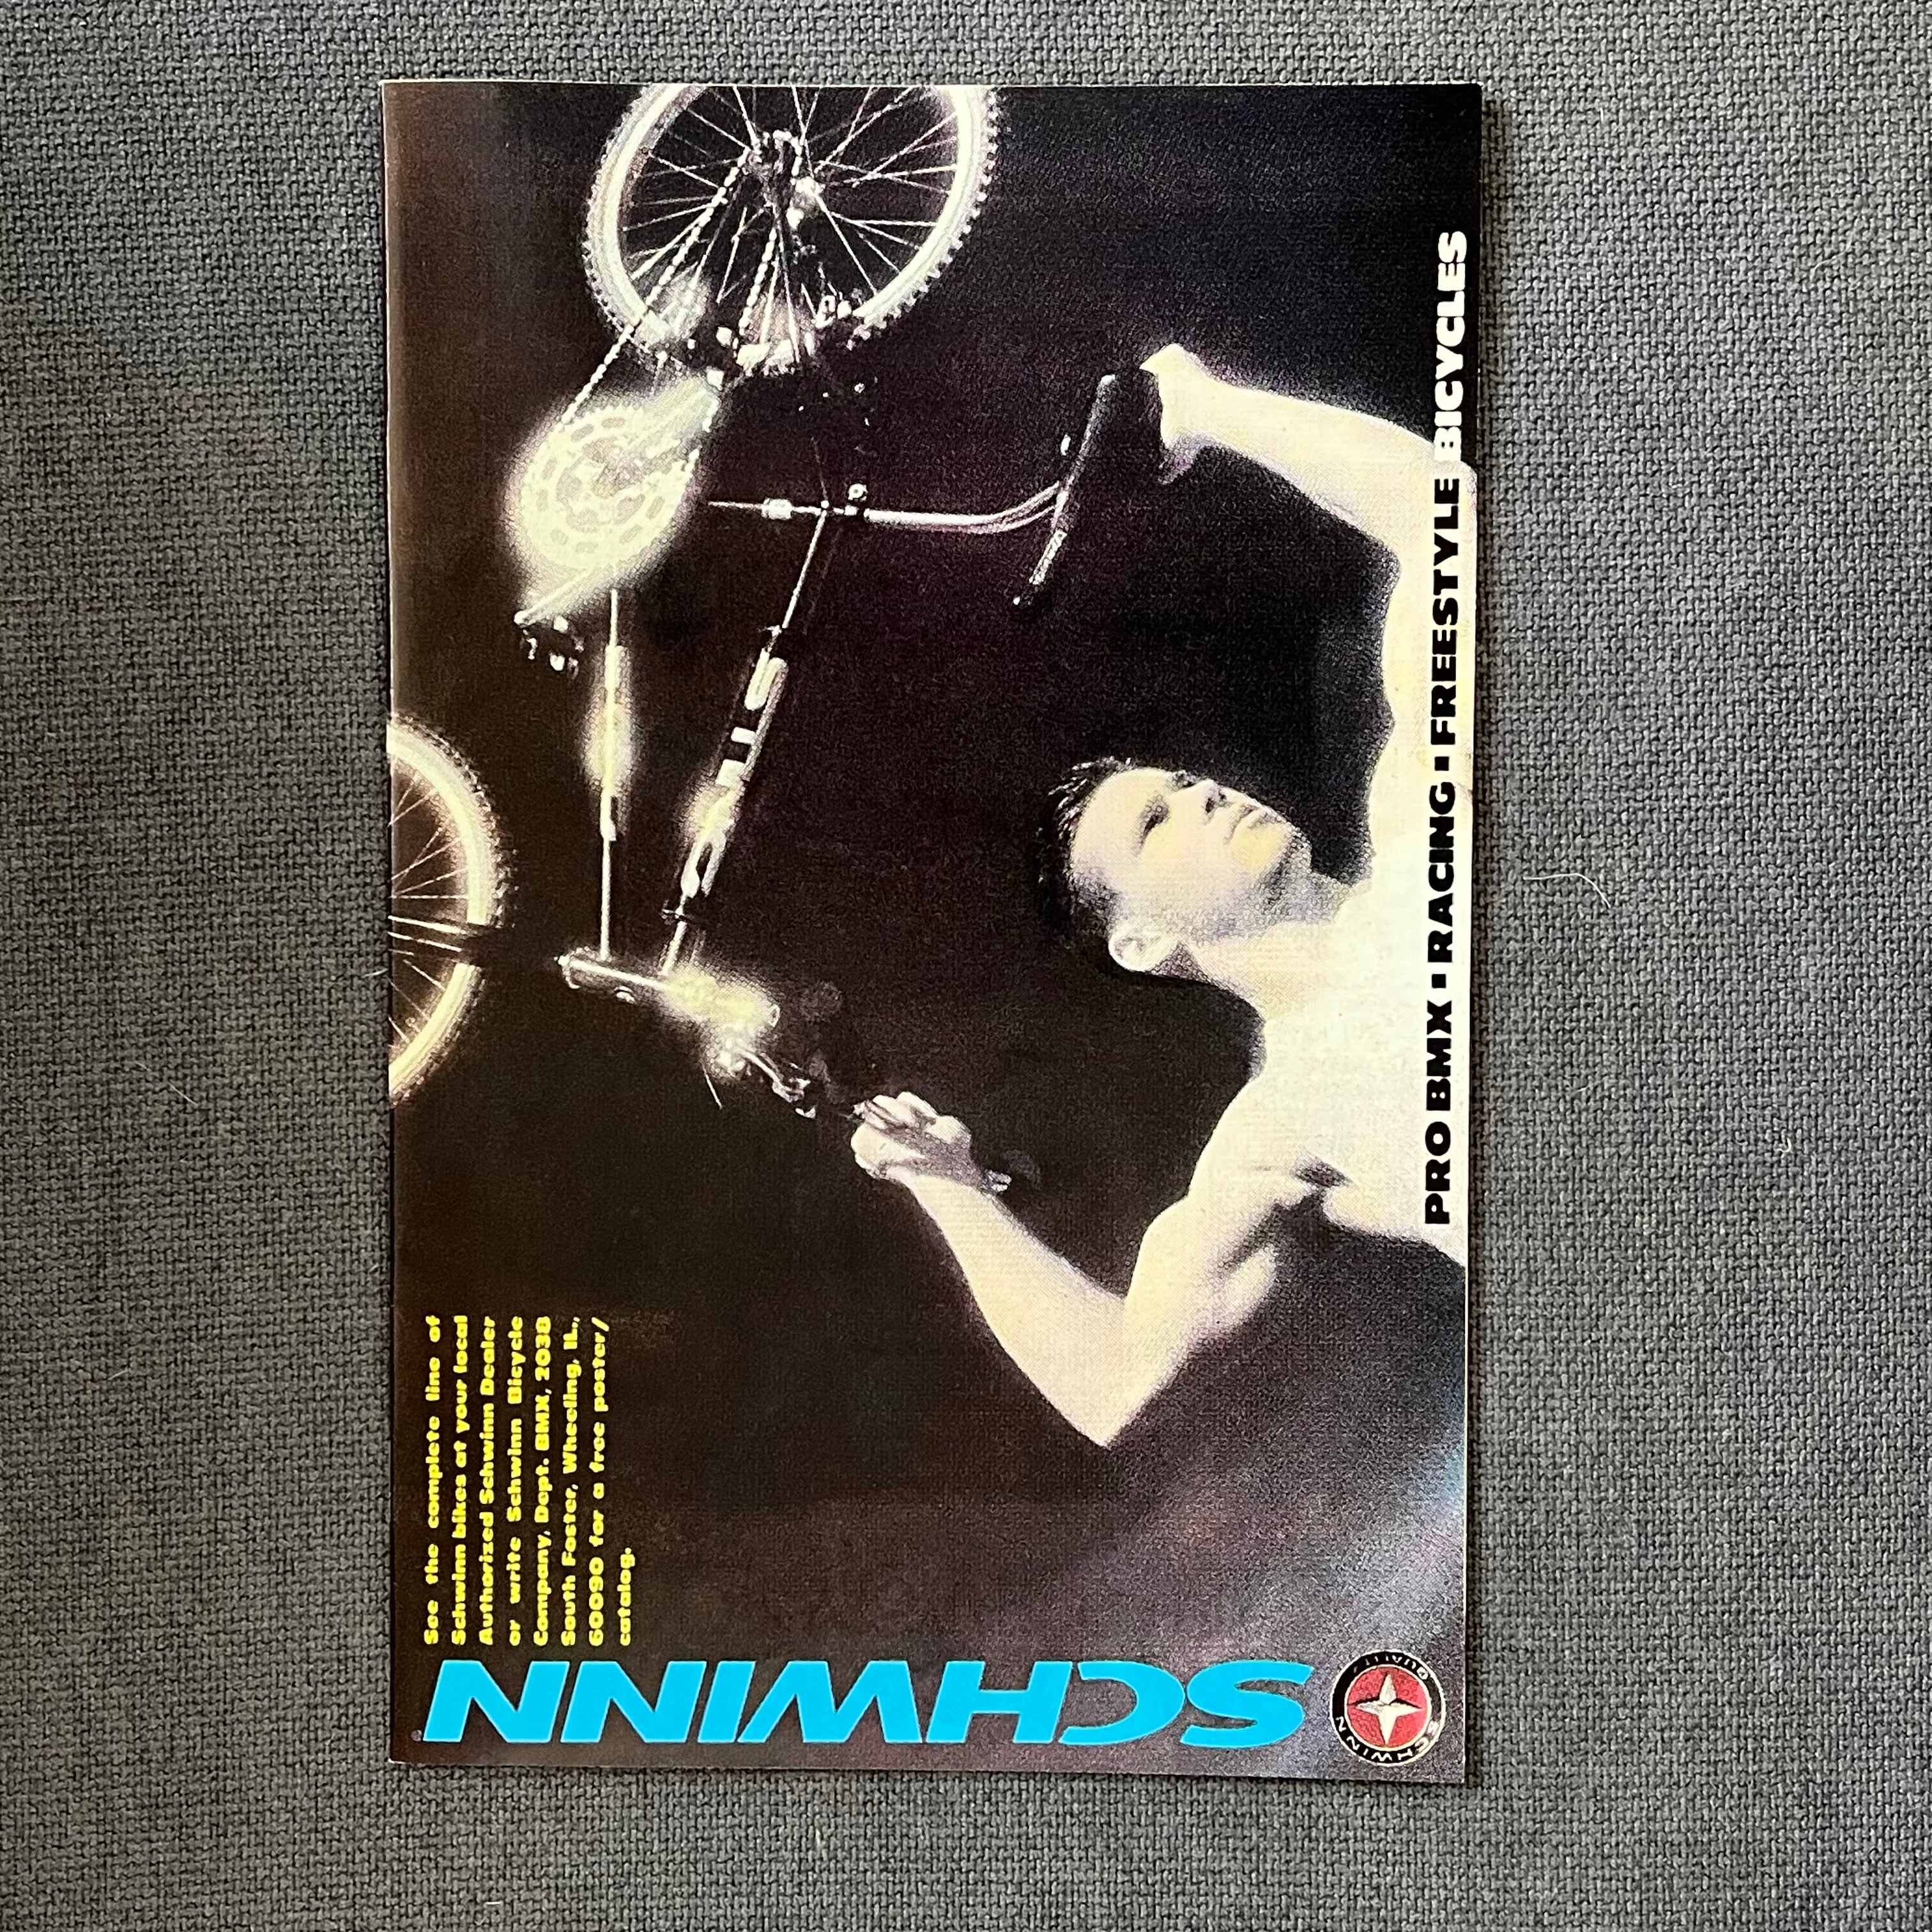 SCHWINN
®
See the complete line of
Schwinn bikes at your local
Authorized Schwinn Dealer
or write Schwinn Bicycle
Company, Dept. BMX, 2038
South Foster, Wheeling, IL.,
60090 for a free poster/
catalog.
SCHWINN
QUALITY
PRO BMX ▪ RACING ▪ FREESTYLE BICYCLES